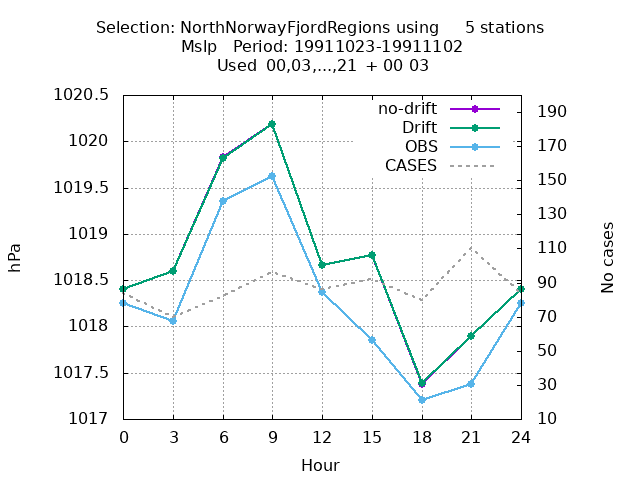 Selection: NorthNorwayFjordRegions using 5 stations
Mslp Period: 19911023-19911102
Used 00,03,...,21 + 00 03
no-drift
Drift
OBS
CASES
1020.5
1020
1019.5
1019
1018.5
1018
1017.5
1017
hPa
190
170
150
130
110
90
70
50
30
10
No cases
0 3 6 9 12 15 18 21 24
Hour